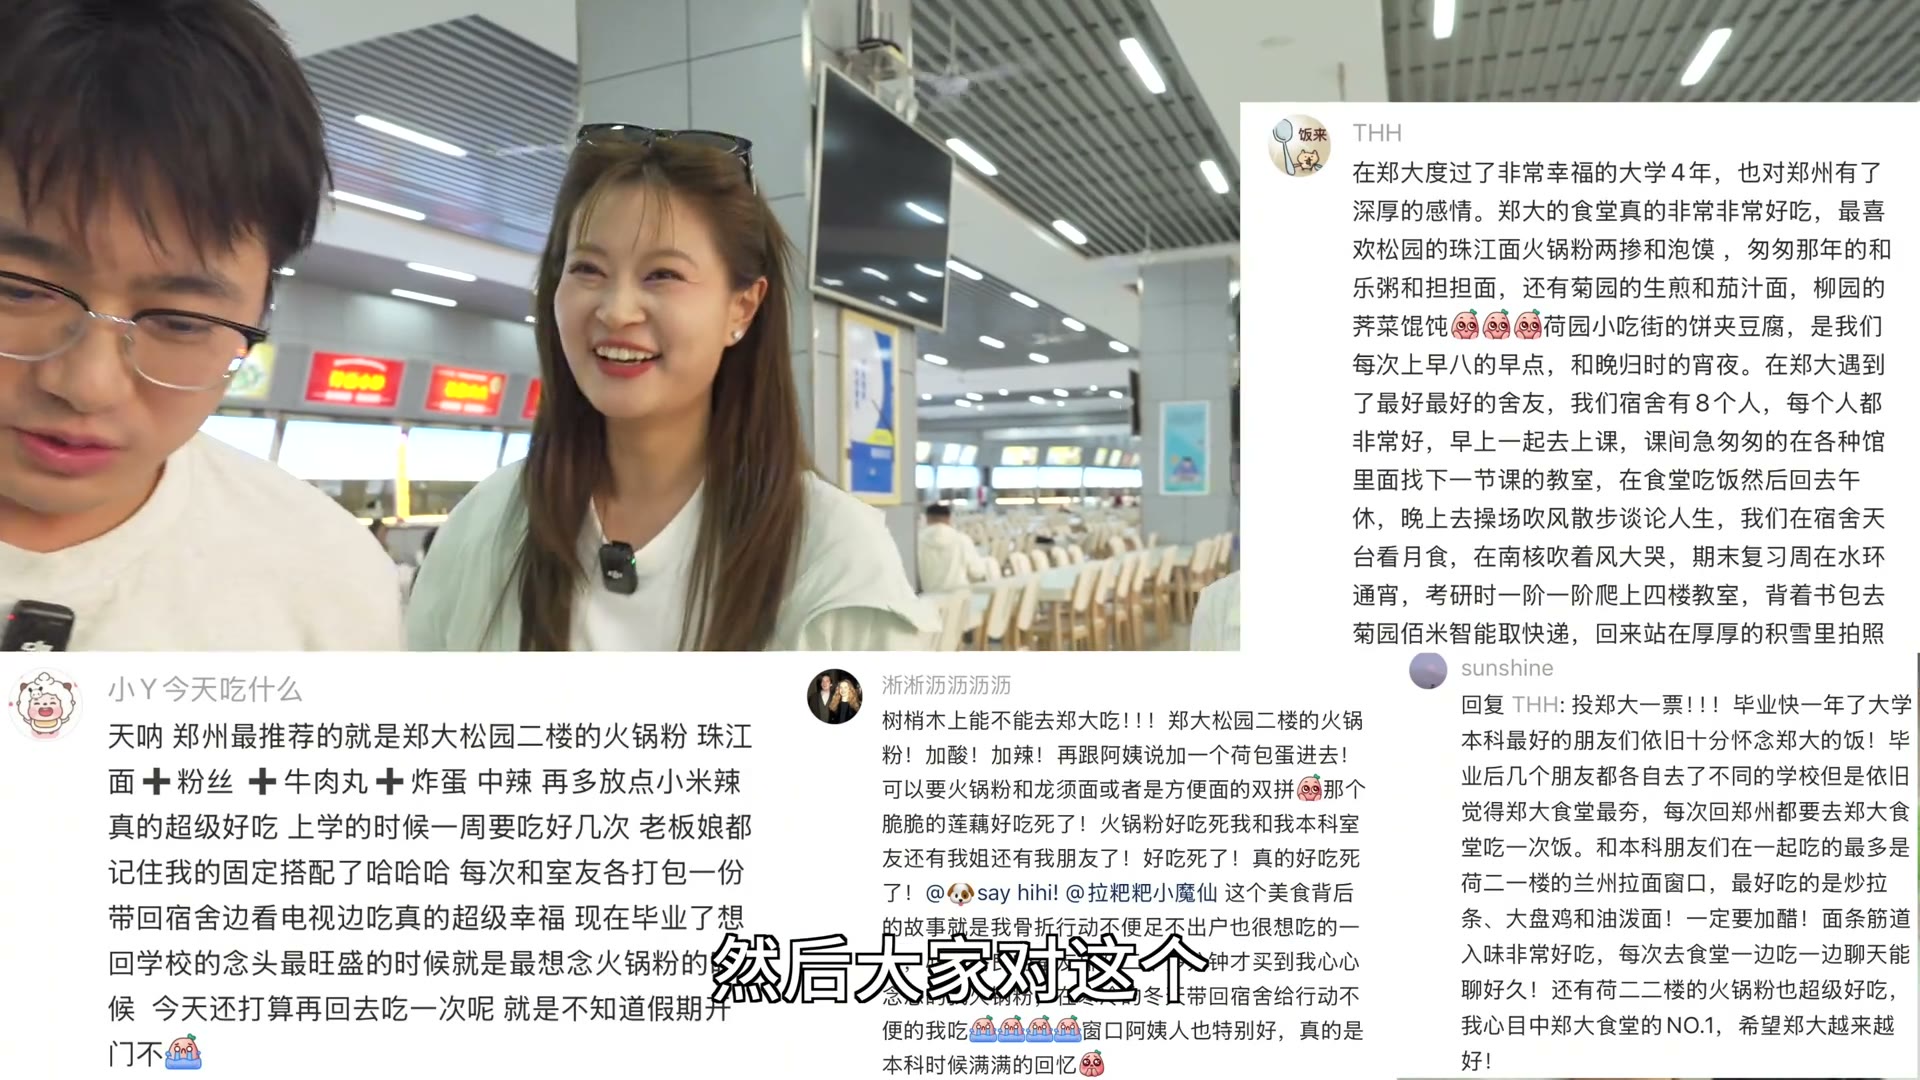 饭来
THH
在郑大度过了非常幸福的大学4年，也对郑州有了
深厚的感情。郑大的食堂真的非常非常好吃，最喜
欢松园的珠江面火锅粉两掺和泡馍，匆匆那年的和
乐粥和担担面，还有菊园的生煎和茄汁面，柳园的
荠菜馄饨荷园小吃街的饼夹豆腐，是我们
每次上早八的早点，和晚归时的宵夜。在郑大遇到
了最好最好的舍友，我们宿舍有8个人，每个人都
非常好，早上一起去上课，课间急匆匆的在各种馆
里面找下一节课的教室，在食堂吃饭然后回去午
休，晚上去操场吹风散步谈论人生，我们在宿舍天
台看月食，在南核吹着风大哭，期末复习周在水环
通宵，考研时一阶一阶爬上四楼教室，背着书包去
菊园佰米智能取快递，回来站在厚厚的积雪里拍照
小Y今天吃什么
天呐 郑州最推荐的就是郑大松园二楼的火锅粉 珠江
面➕粉丝 ➕牛肉丸➕炸蛋 中辣 再多放点小米辣
真的超级好吃 上学的时候一周要吃好几次 老板娘都
记住我的固定搭配了哈哈哈 每次和室友各打包一份
带回宿舍边看电视边吃真的超级幸福 现在毕业了想
回学校的念头最旺盛的时候就是最想念火锅粉的
候 今天还打算再回去吃一次呢 就是不知道假期开
门不
淅淅沥沥沥沥
树梢木上能不能去郑大吃！！！郑大松园二楼的火锅
粉！加酸！加辣！再跟阿姨说加一个荷包蛋进去！
可以要火锅粉和龙须面或者是方便面的双拼那个
脆脆的莲藕好吃死了！火锅粉好吃死我和我本科室
友还有我姐还有我朋友了！好吃死了！真的好吃死
了！@🐶say hihi! @拉粑粑小魔仙 这个美食背后
的故事就是我骨折行动不便足不出户也很想吃的一
钟才买到我心心
带回宿舍给行动不
便的我吃窗口阿姨人也特别好，真的是
本科时候满满的回忆
sunshine
回复 THH: 投郑大一票！！！毕业快一年了大学
本科最好的朋友们依旧十分怀念郑大的饭！毕
业后几个朋友都各自去了不同的学校但是依旧
觉得郑大食堂最夯，每次回郑州都要去郑大食
堂吃一次饭。和本科朋友们在一起吃的最多是
荷二一楼的兰州拉面窗口，最好吃的是炒拉
条、大盘鸡和油泼面！一定要加醋！面条筋道
入味非常好吃，每次去食堂一边吃一边聊天能
聊好久！还有荷二二楼的火锅粉也超级好吃，
我心目中郑大食堂的NO.1，希望郑大越来越
好！
然后大家对这个